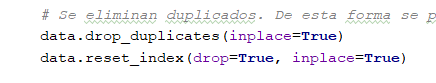 # Se eliminan duplicados. De esta forma se p
data.drop_duplicates(inplace=True)
data.reset_index(drop=True, inplace=True)